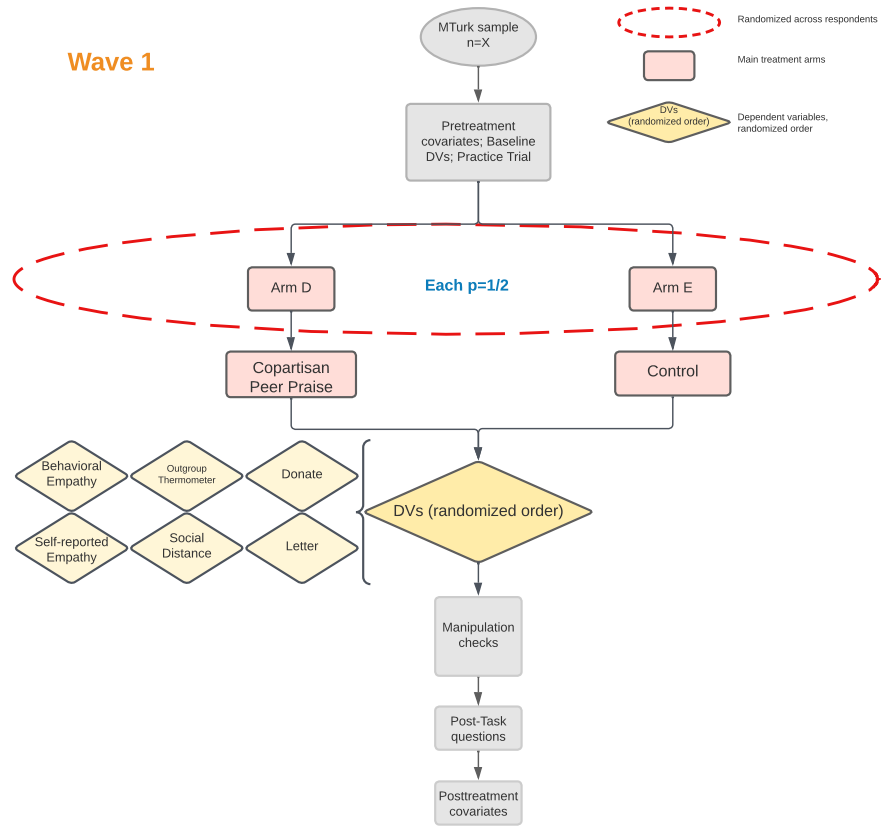 Wave 1
MTurk sample
n=X
Randomized across respondents
Main treatment arms
DVs
(randomized order)
Dependent variables,
randomized order
Pretreatment
covariates; Baseline
DVs; Practice Trial
Arm D
Each p=1/2
Arm E
Copartisan
Peer Praise
Control
Behavioral
Empathy
Outgroup
Thermometer
Donate
Self-reported
Empathy
Social
Distance
Letter
DVs (randomized order)
Manipulation
checks
Post-Task
questions
Posttreatment
covariates